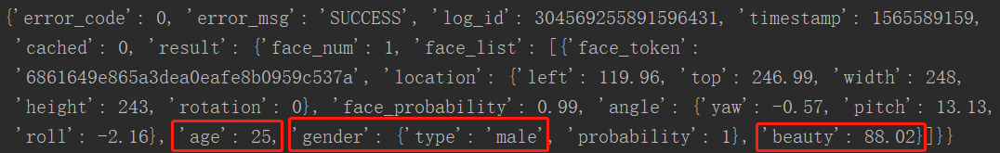 {'error_code': 0, 'error_msg': 'SUCCESS', 'log_id': 304569255891596431, 'timestamp': 1565589159,
'cached': 0, 'result': {'face_num': 1, 'face_list': [{'face_token':
'6861649e865a3dea0eafe8b0959c537a', 'location': {'left': 119.96, 'top': 246.99, 'width': 248,
'height': 243, 'rotation': 0}, 'face_probability': 0.99, 'angle': {'yaw': -0.57, 'pitch': 13.13,
'roll': -2.16}, 'age': 25, 'gender': {'type': 'male', 'probability': 1}, 'beauty': 88.02}]}}